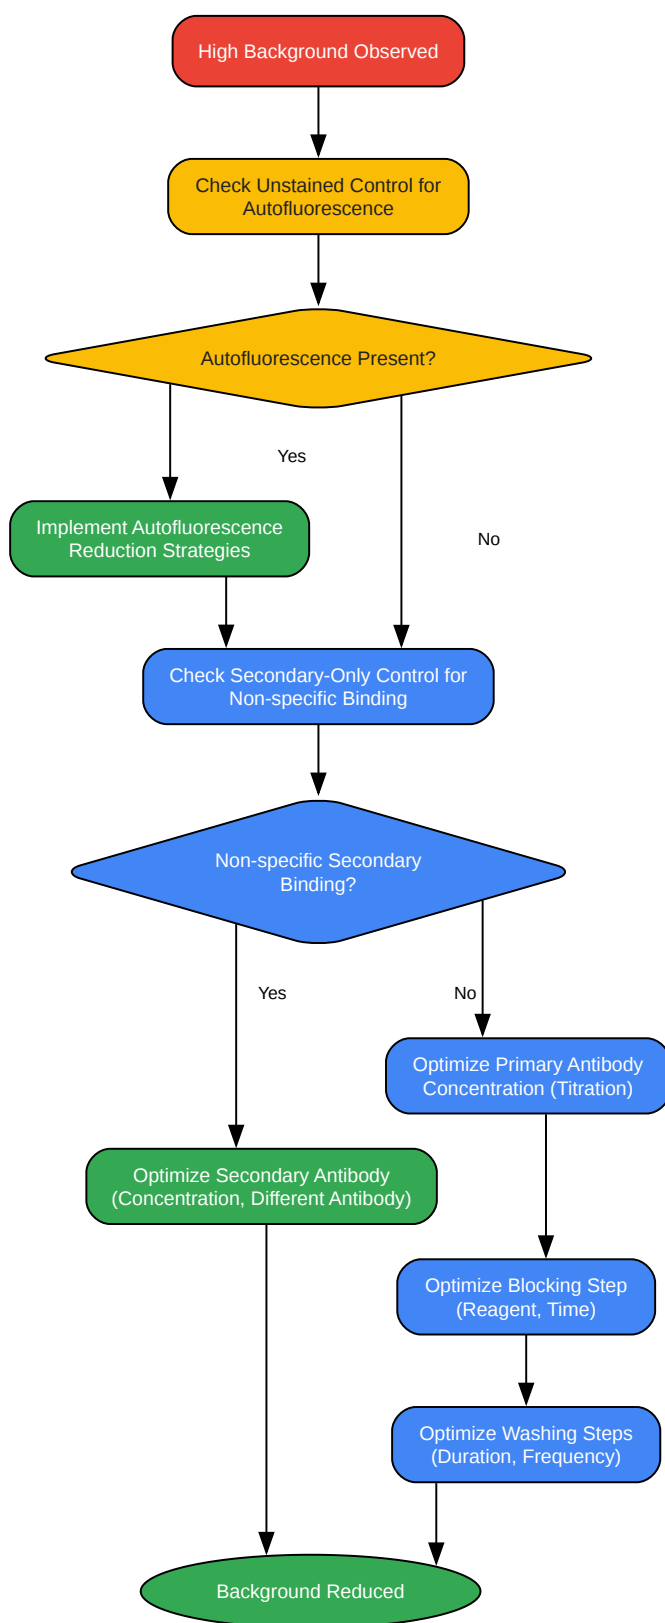 High Background Observed
Check Unstained Control for
Autofluorescence
Autofluorescence Present?
Yes
Implement Autofluorescence
Reduction Strategies
No
Check Secondary-Only Control for
Non-specific Binding
Non-specific Secondary
Binding?
Yes
No
Optimize Primary Antibody
Concentration (Titration)
Optimize Secondary Antibody
(Concentration, Different Antibody)
Optimize Blocking Step
(Reagent, Time)
Optimize Washing Steps
(Duration, Frequency)
Background Reduced